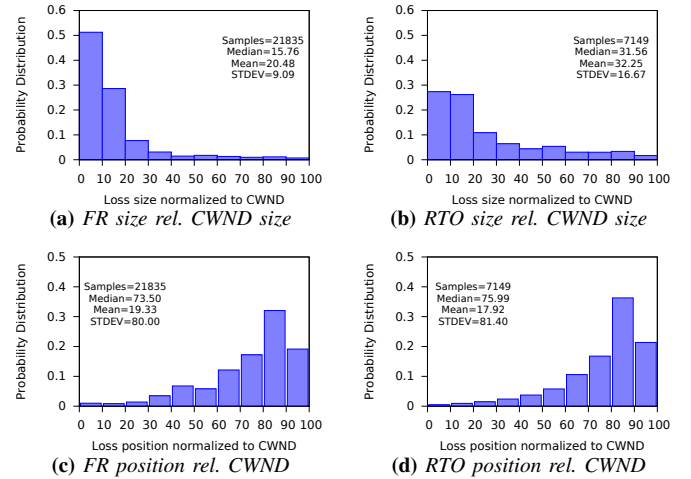 0.6
0.5
0.4
0.3
0.2
0.1
0
Probability Distribution
Samples=21835
Median=15.76
Mean=20.48
STDEV=9.09
0 10 20 30 40 50 60 70 80 90 100
Loss size normalized to CWND
(a) FR size rel. CWND size
0.6
0.5
0.4
0.3
0.2
0.1
0
Probability Distribution
Samples=7149
Median=31.56
Mean=32.25
STDEV=16.67
0 10 20 30 40 50 60 70 80 90 100
Loss size normalized to CWND
(b) RTO size rel. CWND size
0.5
0.4
0.3
0.2
0.1
0
Probability Distribution
Samples=21835
Median=73.50
Mean=19.33
STDEV=80.00
0 10 20 30 40 50 60 70 80 90 100
Loss position normalized to CWND
(c) FR position rel. CWND
0.5
0.4
0.3
0.2
0.1
0
Probability Distribution
Samples=7149
Median=75.99
Mean=17.92
STDEV=81.40
0 10 20 30 40 50 60 70 80 90 100
Loss position normalized to CWND
(d) RTO position rel. CWND